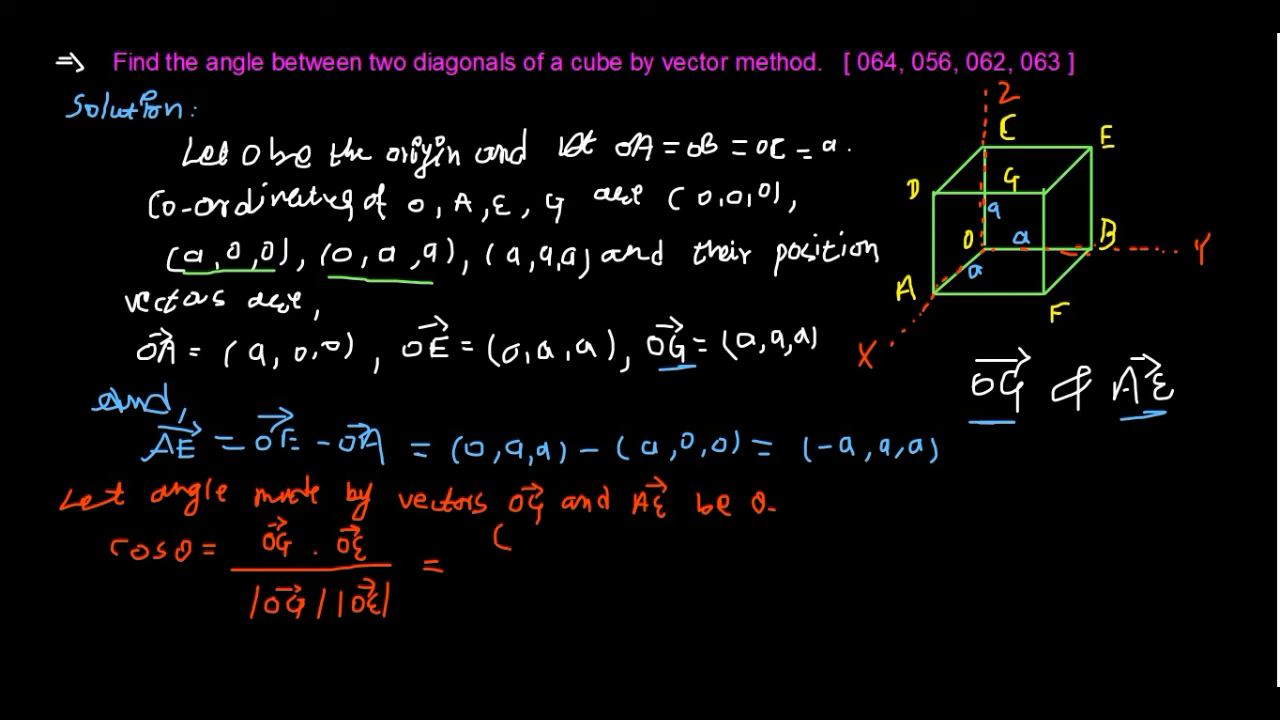 ⇒ Find the angle between two diagonals of a cube by vector method. [ 064, 056, 062, 063 ]
Solution:
Let O be the origin and let OA = OB = OC = a.
Co-ordinates of O, A, E, G are (0,0,0),
(a,0,0), (0,a,a), (a,a,a) and their position
vectors are,
OA→ = (a,0,0), OE→ = (0,a,a), OG→ = (a,a,a)
And,
AE→ = OE→ - OA→ = (0,a,a) - (a,0,0) = (-a,a,a)
Let angle made by vectors OG→ and AE→ be θ.
cosθ = OG→ . OE→ / |OG→| |OE→| = (
Z
C
E
D
G
a
O
a
B
Y
a
A
F
X
OG→ & AE→